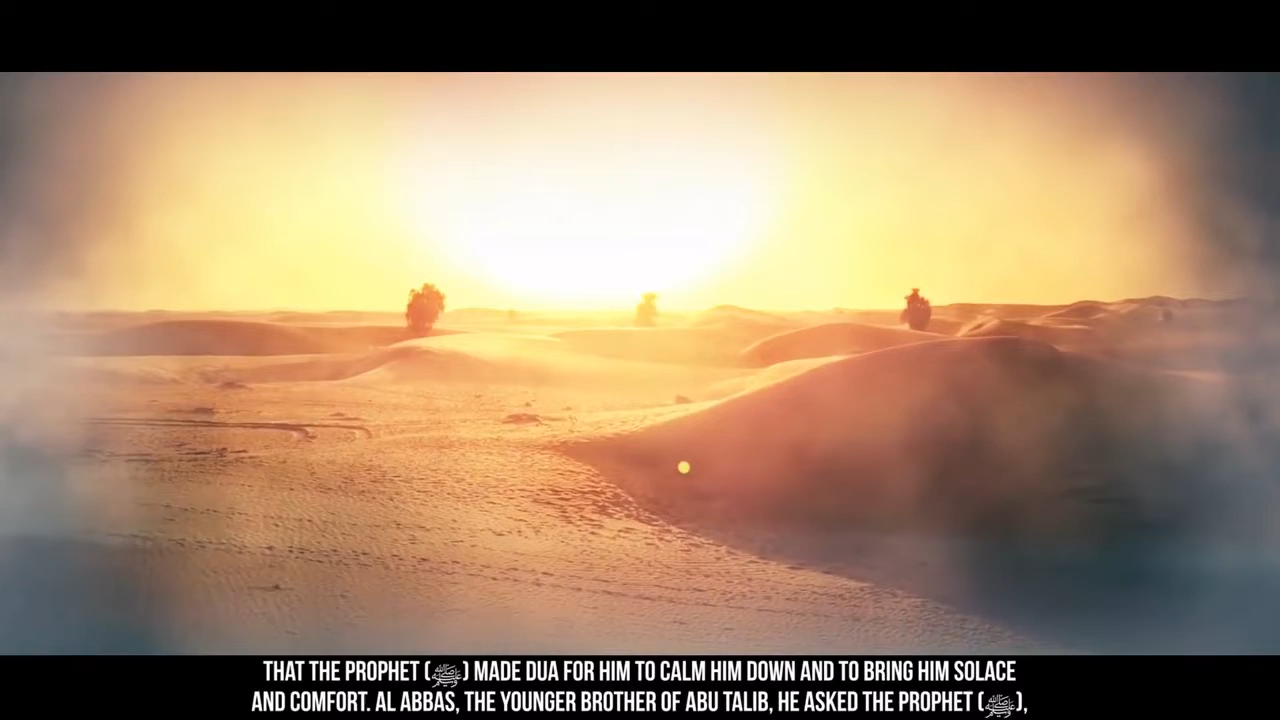 THAT THE PROPHET (ﷺ) MADE DUA FOR HIM TO CALM HIM DOWN AND TO BRING HIM SOLACE
AND COMFORT. AL ABBAS, THE YOUNGER BROTHER OF ABU TALIB, HE ASKED THE PROPHET (ﷺ),